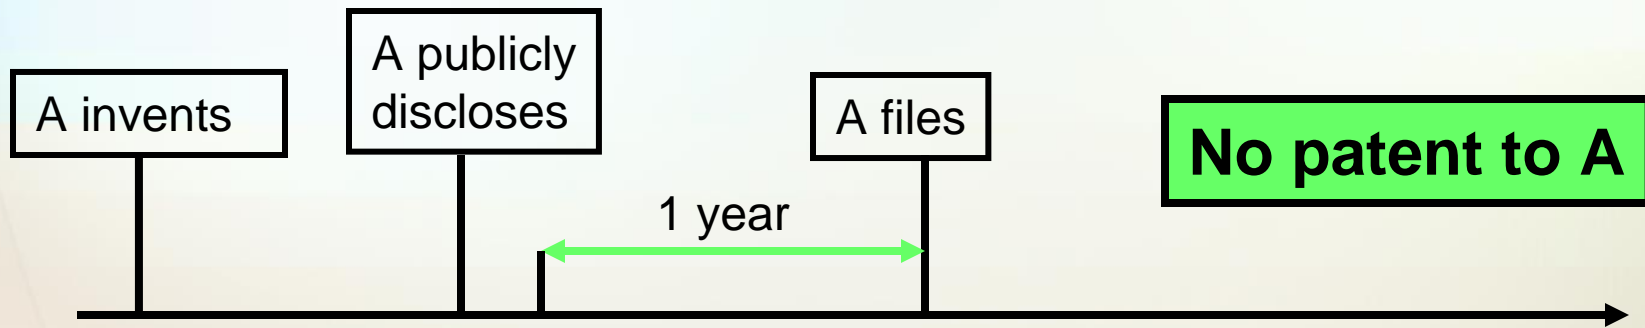 A invents
A publicly
discloses
A files
No patent to A
1 year